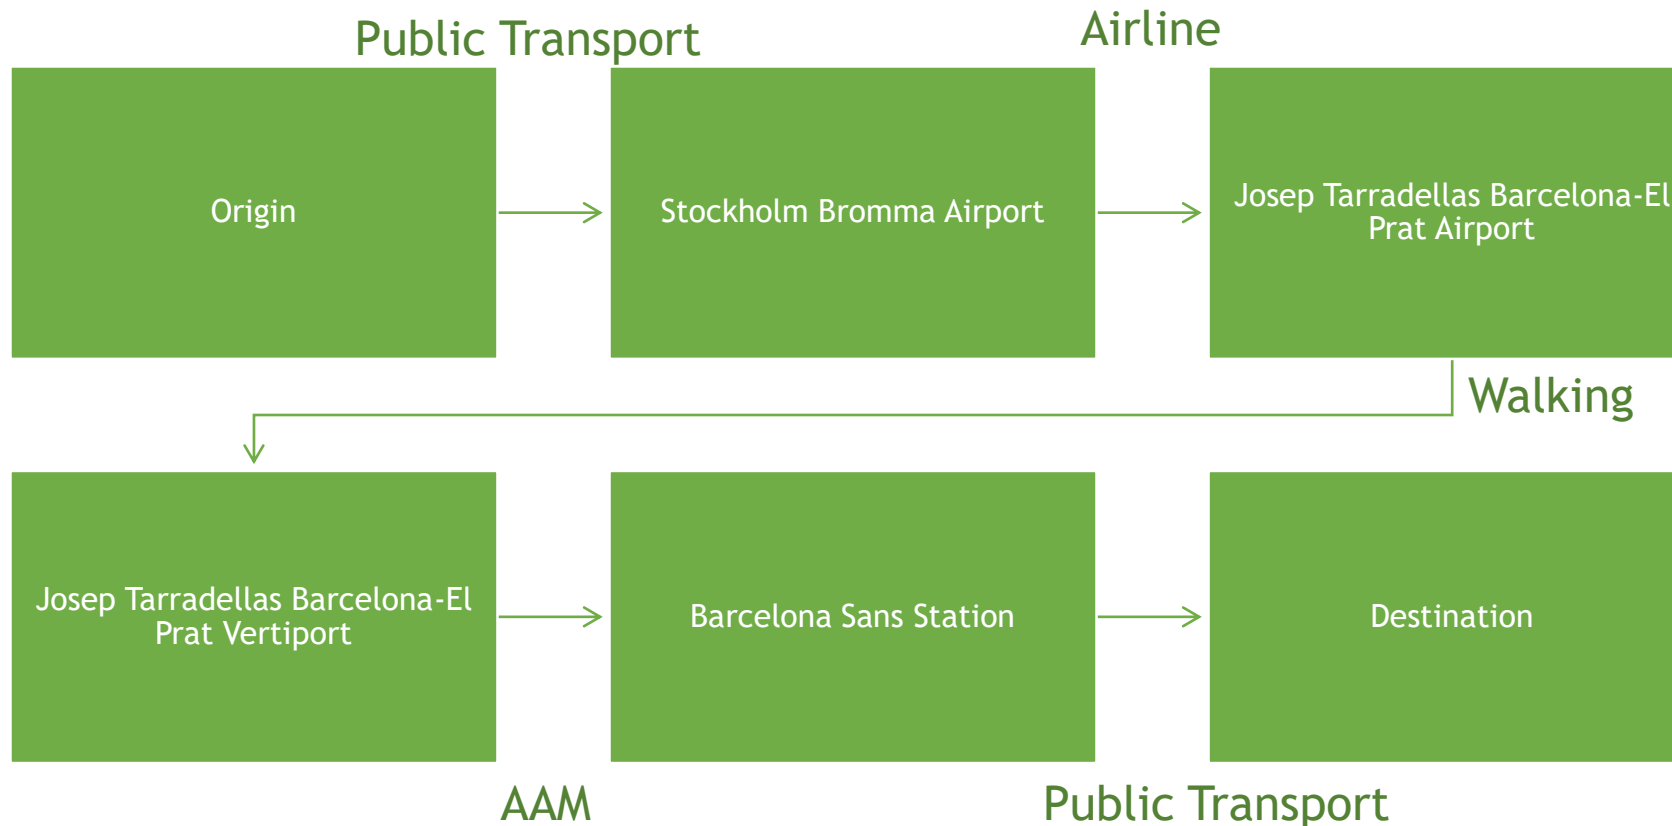 Public Transport
Airline
Origin
Stockholm Bromma Airport
Josep Tarradellas Barcelona-El
Prat Airport
Walking
Josep Tarradellas Barcelona-El
Prat Vertiport
Barcelona Sans Station
Destination
AAM
Public Transport